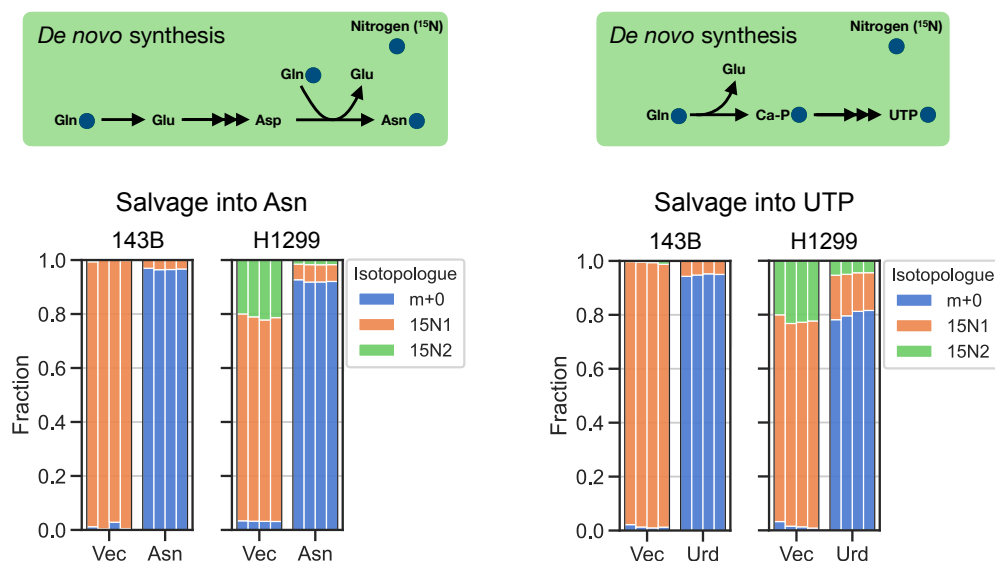 De novo synthesis
Nitrogen (¹⁵N)
Gln
Glu
Gln
Glu
Asp
Asn
De novo synthesis
Nitrogen (¹⁵N)
Glu
Gln
Ca-P
UTP
Salvage into Asn
143B
H1299
1.0
0.8
0.6
0.4
0.2
0.0
Fraction
Vec
Asn
Vec
Asn
Isotopologue
m+0
15N1
15N2
Salvage into UTP
143B
H1299
1.0
0.8
0.6
0.4
0.2
0.0
Fraction
Vec
Urd
Vec
Urd
Isotopologue
m+0
15N1
15N2